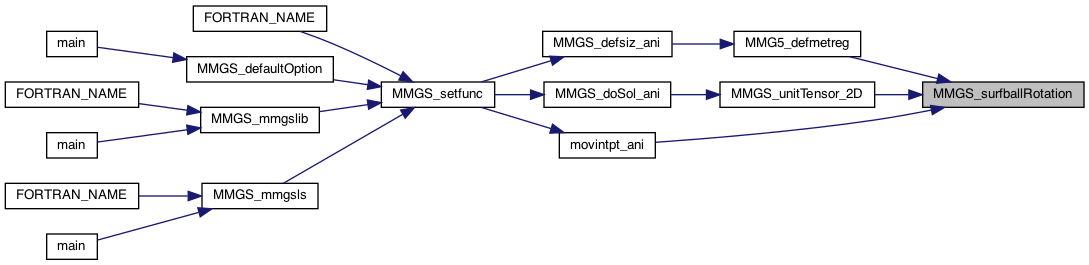 FORTRAN_NAME
main
MMGS_defsiz_ani
MMG5_defmetreg
MMGS_defaultOption
FORTRAN_NAME
MMGS_setfunc
MMGS_doSol_ani
MMGS_unitTensor_2D
MMGS_surfballRotation
MMGS_mmgslib
main
movintpt_ani
FORTRAN_NAME
MMGS_mmgsls
main